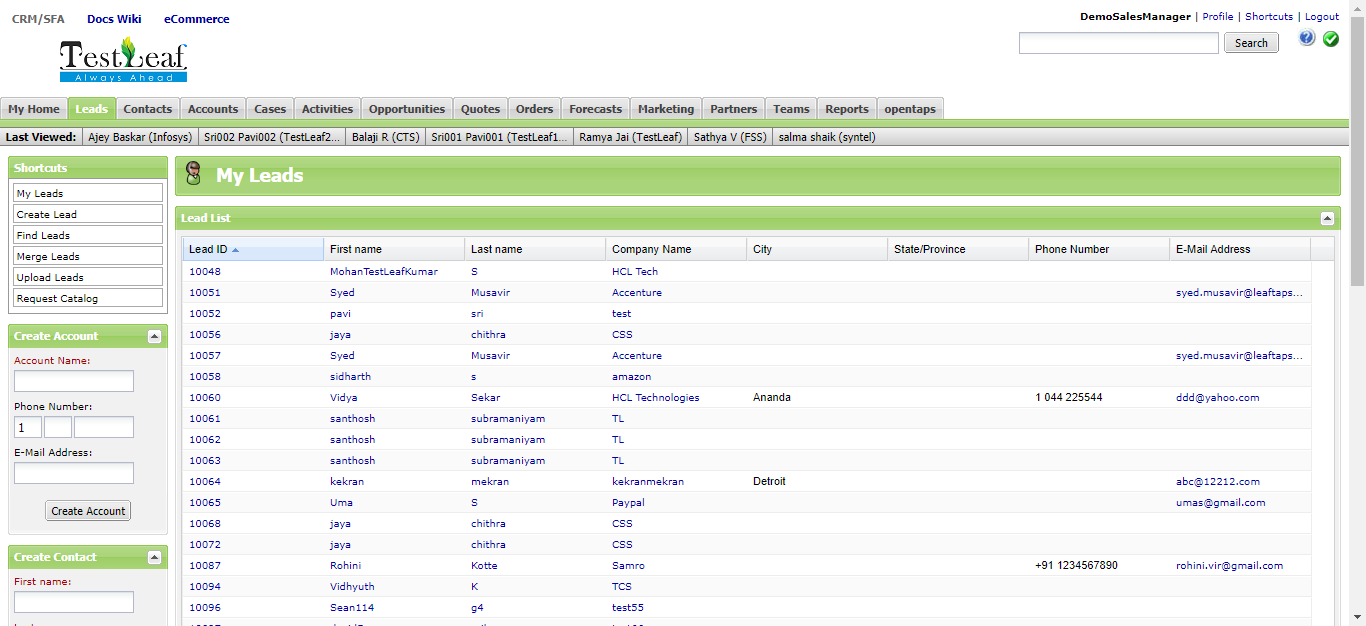 CRM/SFA Docs Wiki eCommerce
DemoSalesManager | Profile | Shortcuts | Logout
TestLeaf
Always Ahead
Search
My Home Leads Contacts Accounts Cases Activities Opportunities Quotes Orders Forecasts Marketing Partners Teams Reports opentaps
Last Viewed: Ajey Baskar (Infosys) Sri002 Pavi002 (TestLeaf2... Balaji R (CTS) Sri001 Pavi001 (TestLeaf1... Ramya Jai (TestLeaf) Sathya V (FSS) salma shaik (syntel)
Shortcuts
My Leads
Create Lead
Find Leads
Merge Leads
Upload Leads
Request Catalog
Create Account
Account Name:
Phone Number:
1
E-Mail Address:
Create Account
Create Contact
First name:
My Leads
Lead List
Lead ID First name Last name Company Name City State/Province Phone Number E-Mail Address
10048 MohanTestLeafKumar S HCL Tech
10051 Syed Musavir Accenture syed.musavir@leaftaps...
10052 pavi sri test
10056 jaya chithra CSS
10057 Syed Musavir Accenture syed.musavir@leaftaps...
10058 sidharth s amazon
10060 Vidya Sekar HCL Technologies Ananda 1 044 225544 ddd@yahoo.com
10061 santhosh subramaniyam TL
10062 santhosh subramaniyam TL
10063 santhosh subramaniyam TL
10064 kekran mekran kekranmekran Detroit abc@12212.com
10065 Uma S Paypal umas@gmail.com
10068 jaya chithra CSS
10072 jaya chithra CSS
10087 Rohini Kotte Samro +91 1234567890 rohini.vir@gmail.com
10094 Vidhyuth K TCS
10096 Sean114 g4 test55